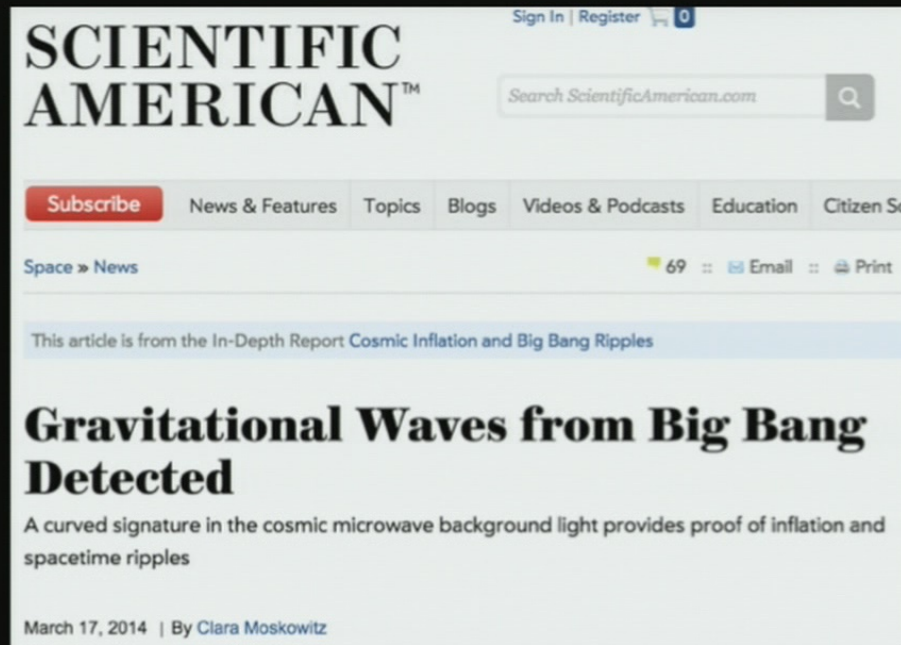 Sign In | Register 0
SCIENTIFIC
AMERICAN™
Search ScientificAmerican.com
Subscribe News & Features Topics Blogs Videos & Podcasts Education Citizen
Space » News 69 :: Email :: Print
This article is from the In-Depth Report Cosmic Inflation and Big Bang Ripples
Gravitational Waves from Big Bang
Detected
A curved signature in the cosmic microwave background light provides proof of inflation and
spacetime ripples
March 17, 2014 | By Clara Moskowitz